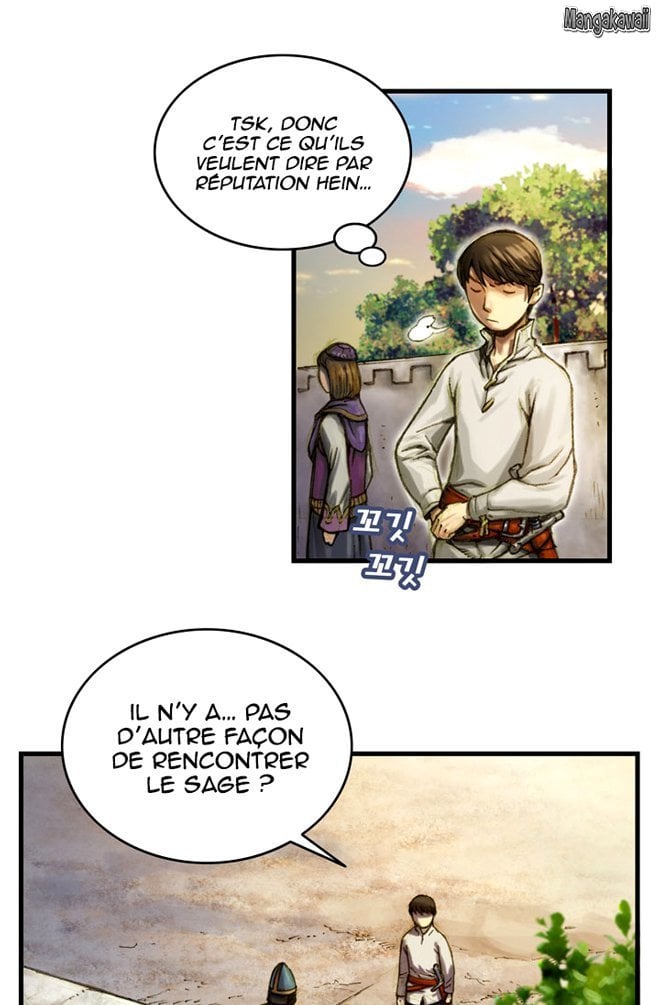 Mangakawaii
TSK, DONC
C'EST CE QU'ILS
VEULENT DIRE PAR
RÉPUTATION HEIN...
꼬깃
꼬깃
IL N'Y A... PAS
D'AUTRE FAÇON
DE RENCONTRER
LE SAGE ?